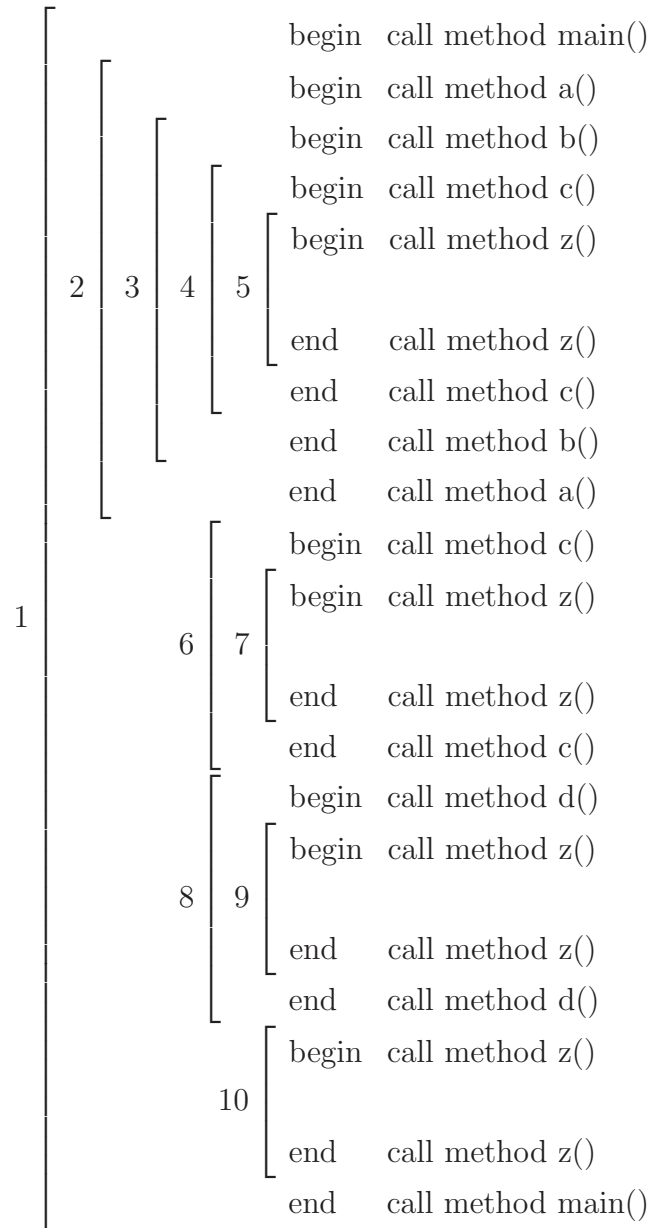 begin call method main()
begin call method a()
begin call method b()
begin call method c()
begin call method z()
2 3 4 5
end call method z()
end call method c()
end call method b()
end call method a()
begin call method c()
begin call method z()
1
6 7
end call method z()
end call method c()
begin call method d()
begin call method z()
8 9
end call method z()
end call method d()
begin call method z()
10
end call method z()
end call method main()